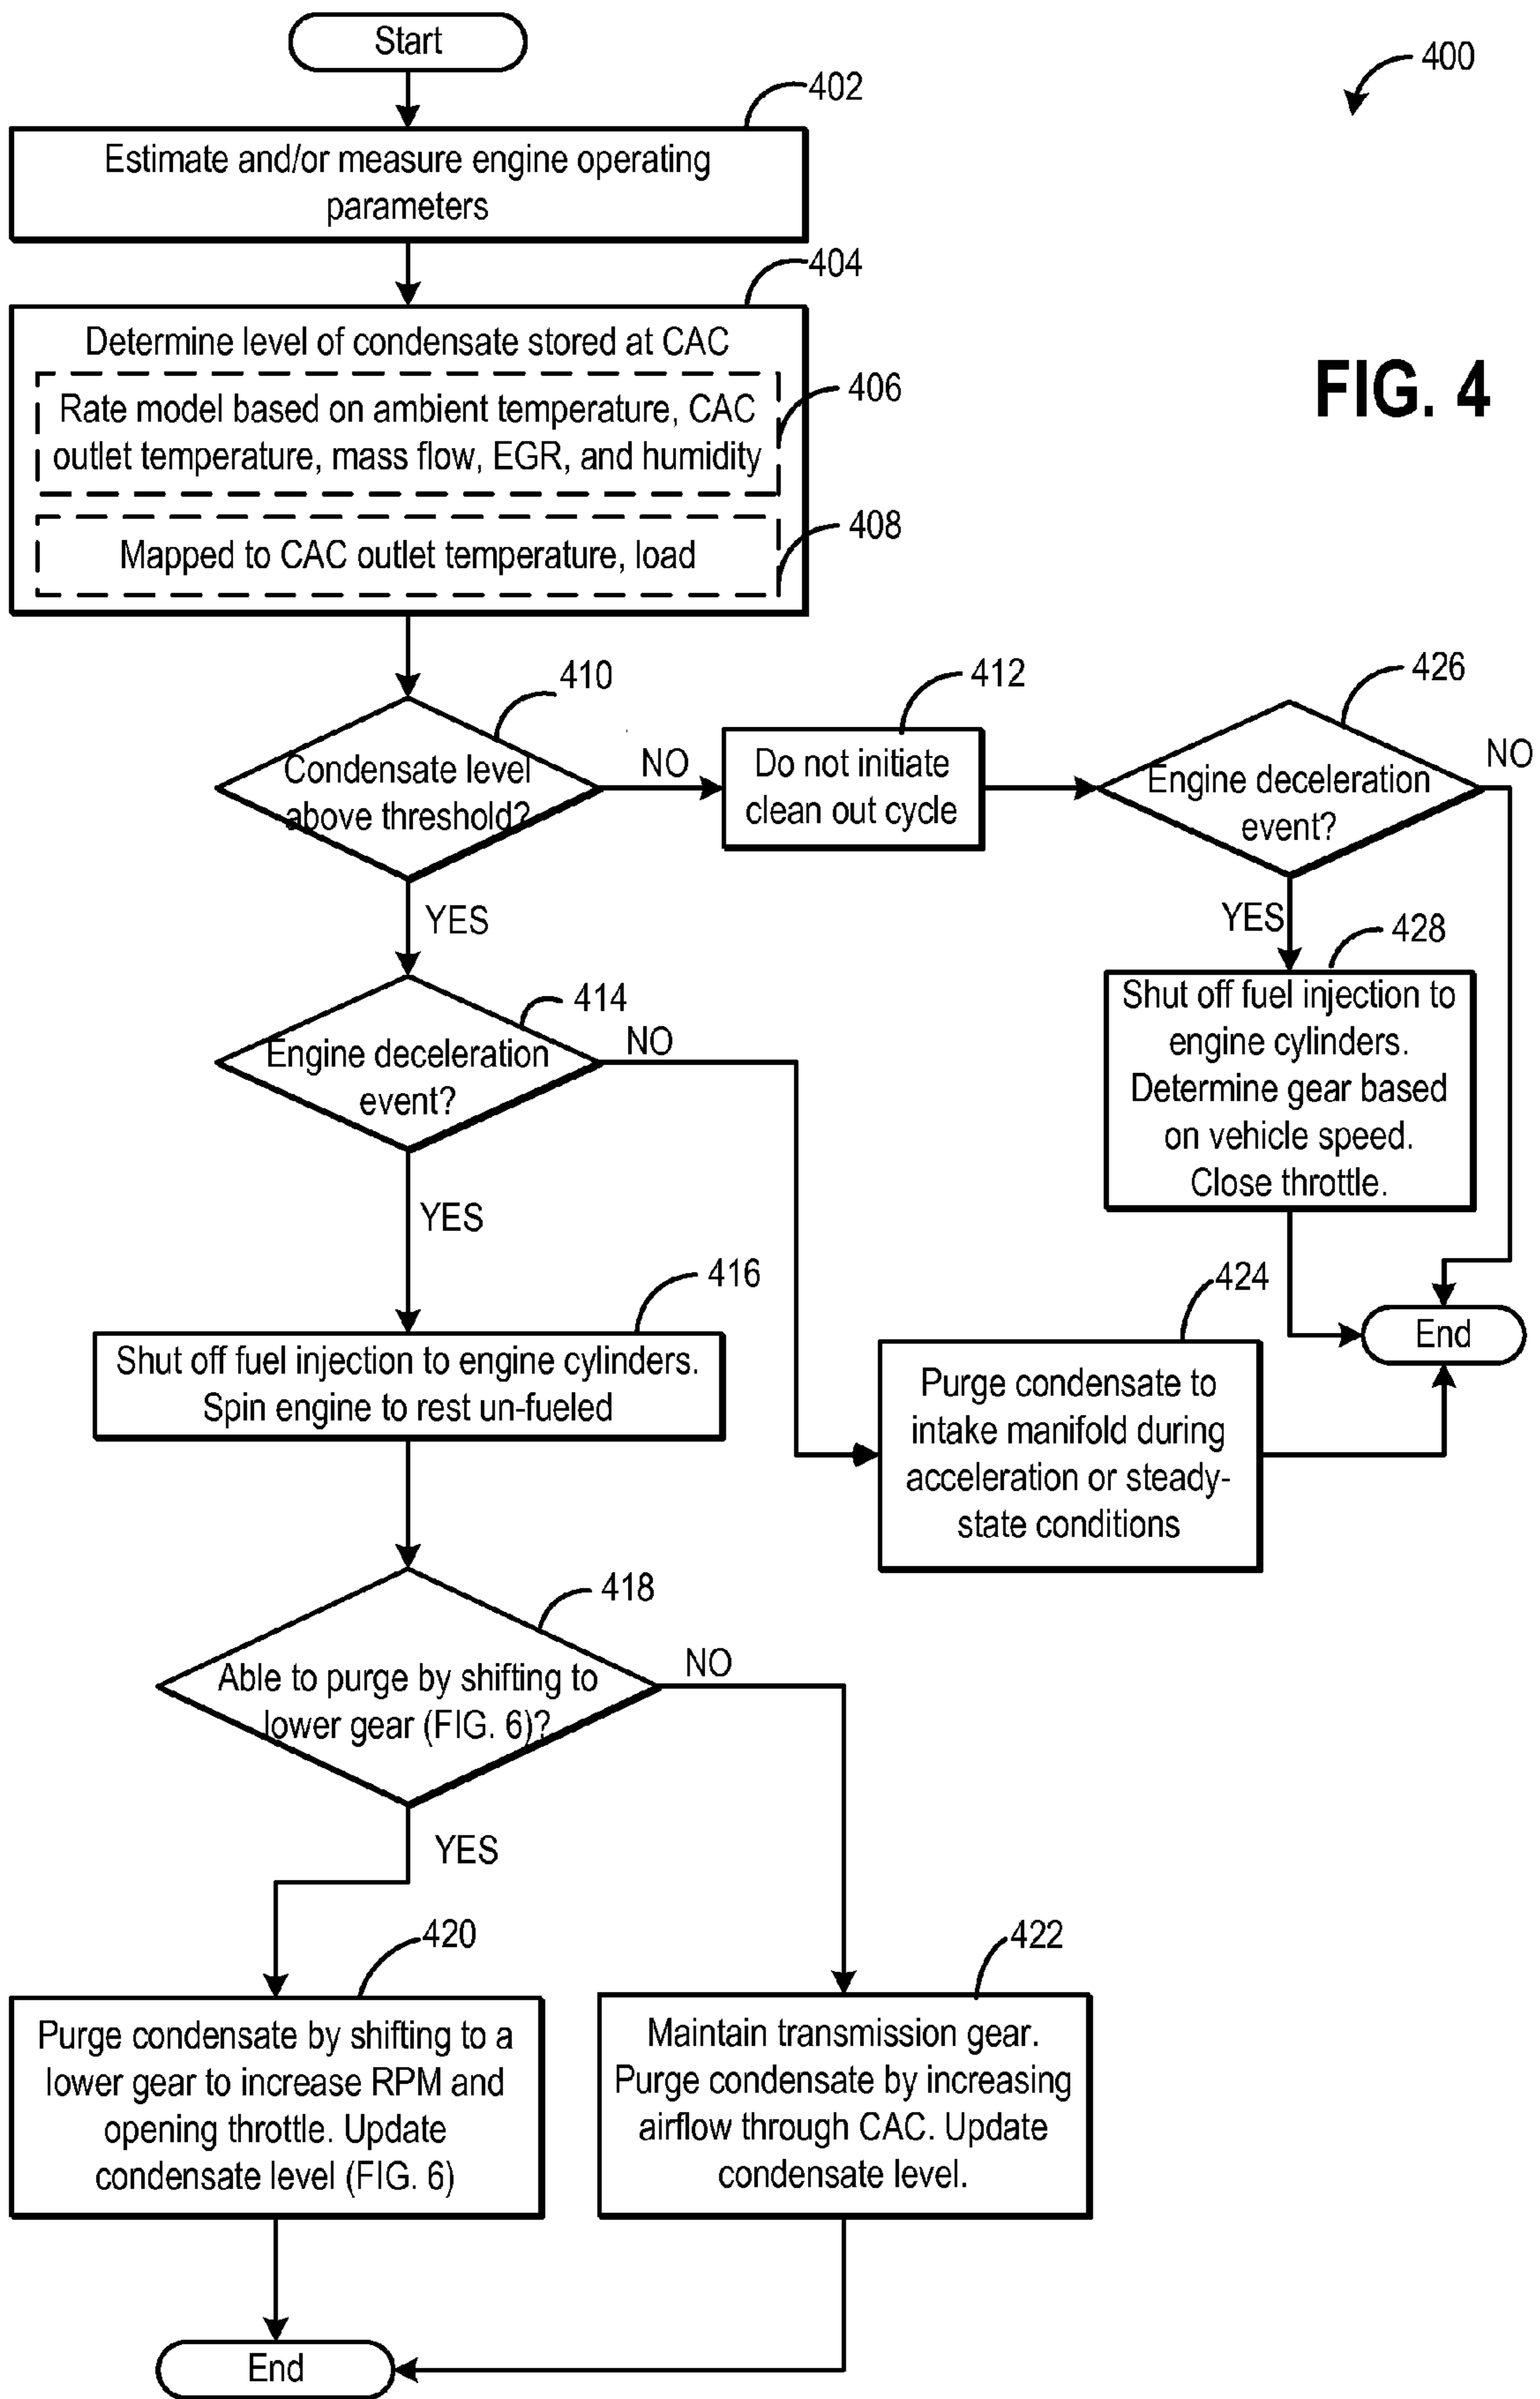 Start
400
402
Estimate and/or measure engine operating
parameters
404
Determine level of condensate stored at CAC
FIG. 4
406
Rate model based on ambient temperature, CAC
outlet temperature, mass flow, EGR, and humidity
408
Mapped to CAC outlet temperature, load
410
Condensate level
above threshold?
NO
412
Do not initiate
clean out cycle
426
Engine deceleration
event?
NO
YES
YES
428
Shut off fuel injection to
engine cylinders.
Determine gear based
on vehicle speed.
Close throttle.
414
Engine deceleration
event?
NO
YES
416
Shut off fuel injection to engine cylinders.
Spin engine to rest un-fueled
424
Purge condensate to
intake manifold during
acceleration or steady-
state conditions
End
418
Able to purge by shifting to
lower gear (FIG. 6)?
NO
YES
420
Purge condensate by shifting to a
lower gear to increase RPM and
opening throttle. Update
condensate level (FIG. 6)
422
Maintain transmission gear.
Purge condensate by increasing
airflow through CAC. Update
condensate level.
End